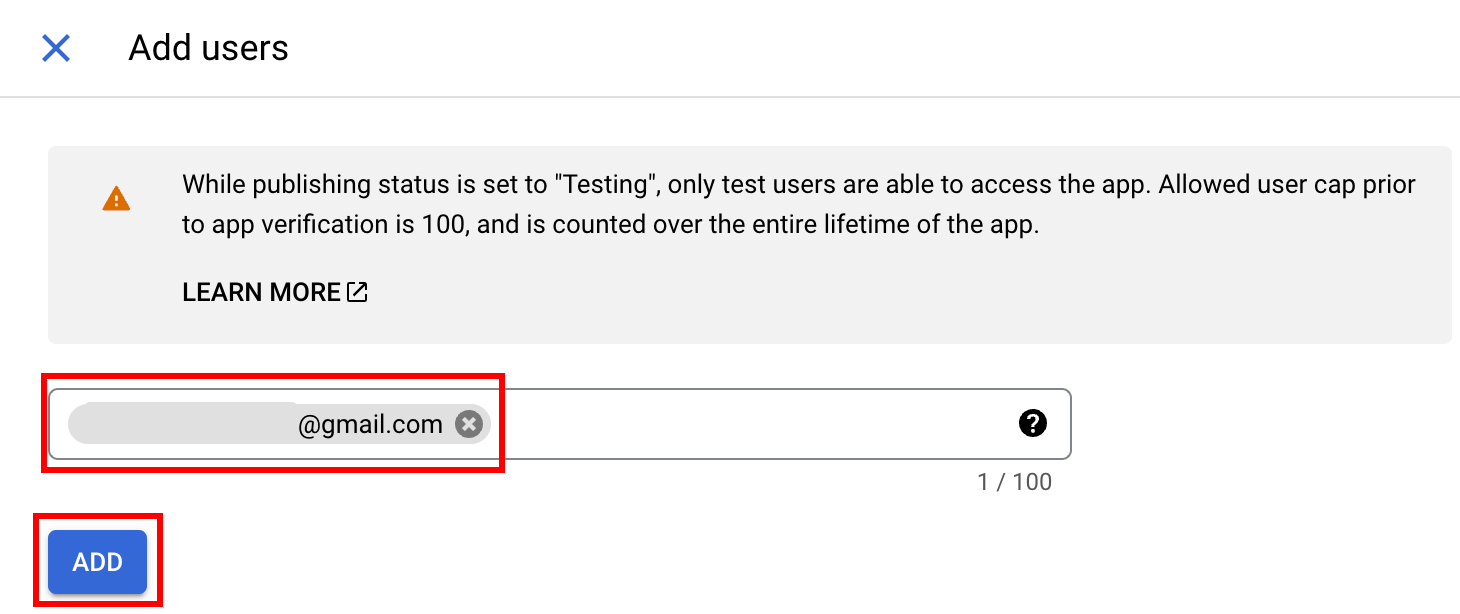 Add users
While publishing status is set to "Testing", only test users are able to access the app. Allowed user cap prior
to app verification is 100, and is counted over the entire lifetime of the app.
LEARN MORE
@gmail.com
1 / 100
ADD